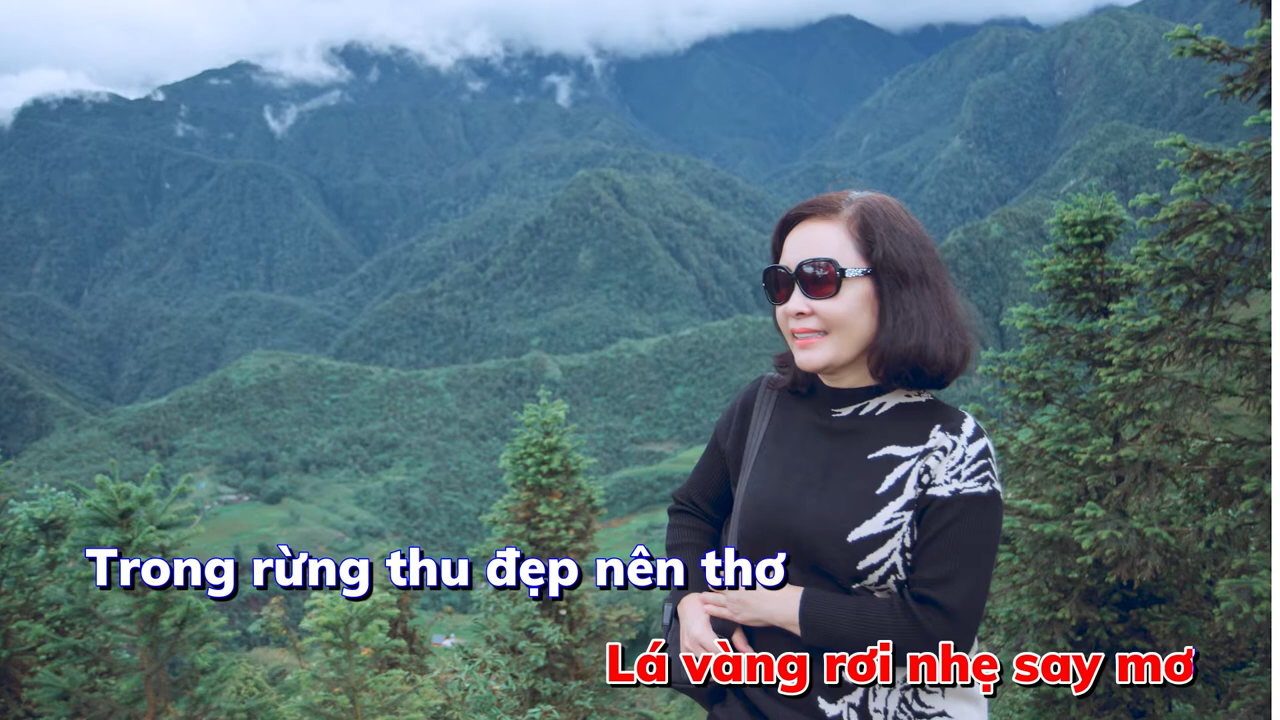 Trong rừng thu đẹp nên thơ
Lá vàng rơi nhẹ say mơ